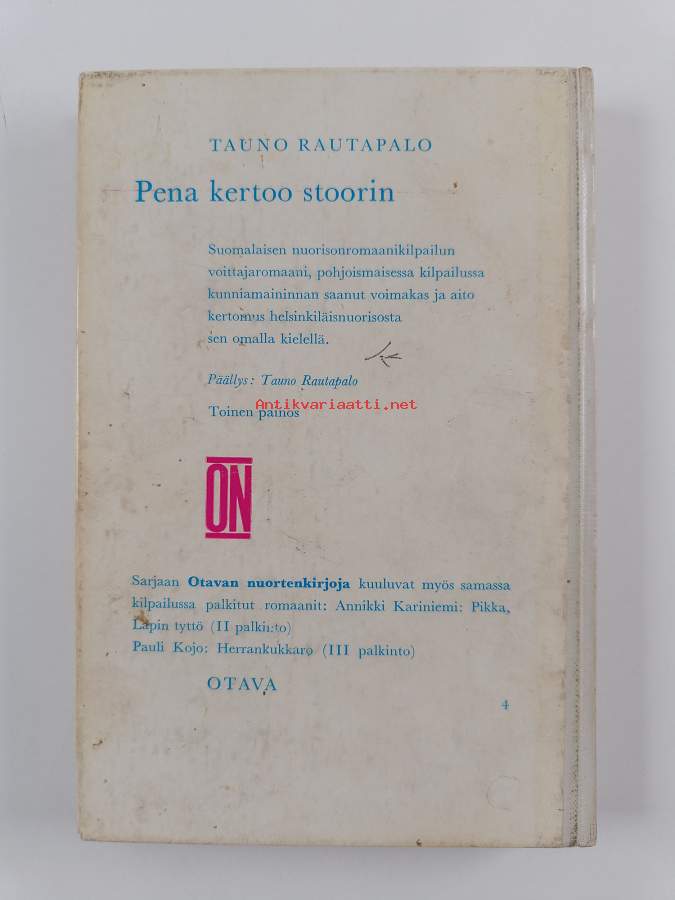 TAUNO RAUTAPALO
Pena kertoo stoorin
Suomalaisen nuorisonromaanikilpailun
voittajaromaani, pohjoismaisessa kilpailussa
kunniamaininnan saanut voimakas ja aito
kertomus helsinkiläisnuorisosta
sen omalla kielellä.
Päällys: Tauno Rautapalo
Antikvariaatti.net
Toinen painos
ON
Sarjaan Otavan nuortenkirjoja kuuluvat myös samassa
kilpailussa palkitut romaanit: Annikki Kariniemi: Pikka,
Lapin tyttö (II palkinto)
Pauli Kojo: Herrankukkaro (III palkinto)
OTAVA
4